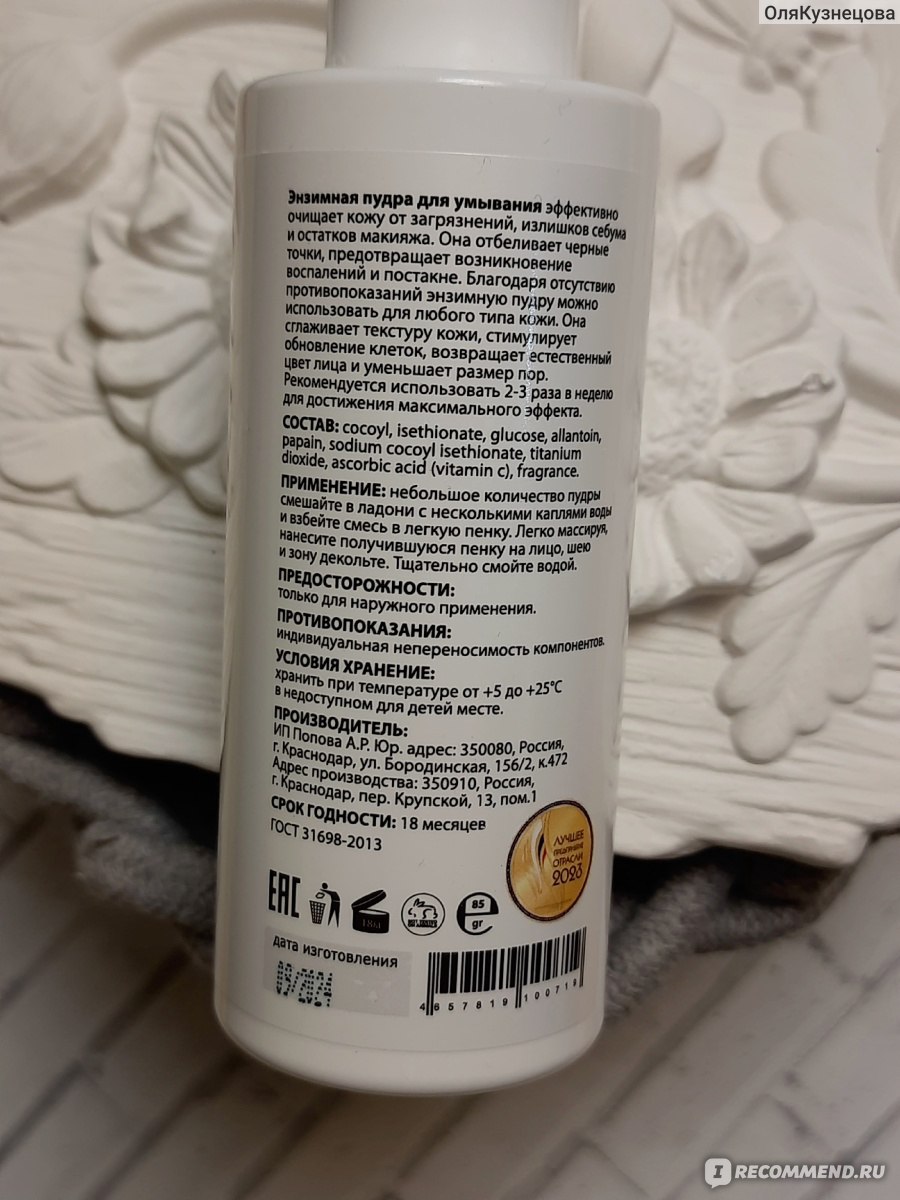 ОляКузнецова
Энзимная пудра для умывания эффективно
очищает кожу от загрязнений, излишков себума
и остатков макияжа. Она отбеливает черные
точки, предотвращает возникновение
воспалений и постакне. Благодаря отсутствию
противопоказаний энзимную пудру можно
использовать для любого типа кожи. Она
сглаживает текстуру кожи, стимулирует
обновление клеток, возвращает естественный
цвет лица и уменьшает размер пор.
Рекомендуется использовать 2-3 раза в неделю
для достижения максимального эффекта.
СОСТАВ: cocoyl, isethionate, glucose, allantoin,
papain, sodium cocoyl isethionate, titanium
dioxide, ascorbic acid (vitamin c), fragrance.
ПРИМЕНЕНИЕ: небольшое количество пудры
смешайте в ладони с несколькими каплями воды
и взбейте смесь в легкую пенку. Легко массируя,
нанесите получившуюся пенку на лицо, шею
и зону декольте. Тщательно смойте водой.
ПРЕДОСТОРОЖНОСТИ:
только для наружного применения.
ПРОТИВОПОКАЗАНИЯ:
индивидуальная непереносимость компонентов.
УСЛОВИЯ ХРАНЕНИЕ:
хранить при температуре от +5 до +25°C
в недоступном для детей месте.
ПРОИЗВОДИТЕЛЬ:
ИП Попова А.Р. Юр. адрес: 350080, Россия,
г. Краснодар, ул. Бородинская, 156/2, к.472
Адрес производства: 350910, Россия,
г. Краснодар, пер. Крупской, 13, пом.1
СРОК ГОДНОСТИ: 18 месяцев
ГОСТ 31698-2013
ЛУЧШЕЕ
ПРЕДПРИЯТИЕ
ОТРАСЛИ
2023
EAC
18м
85
gr
дата изготовления
09/2024
4657819100719
IRECOMMEND.RU